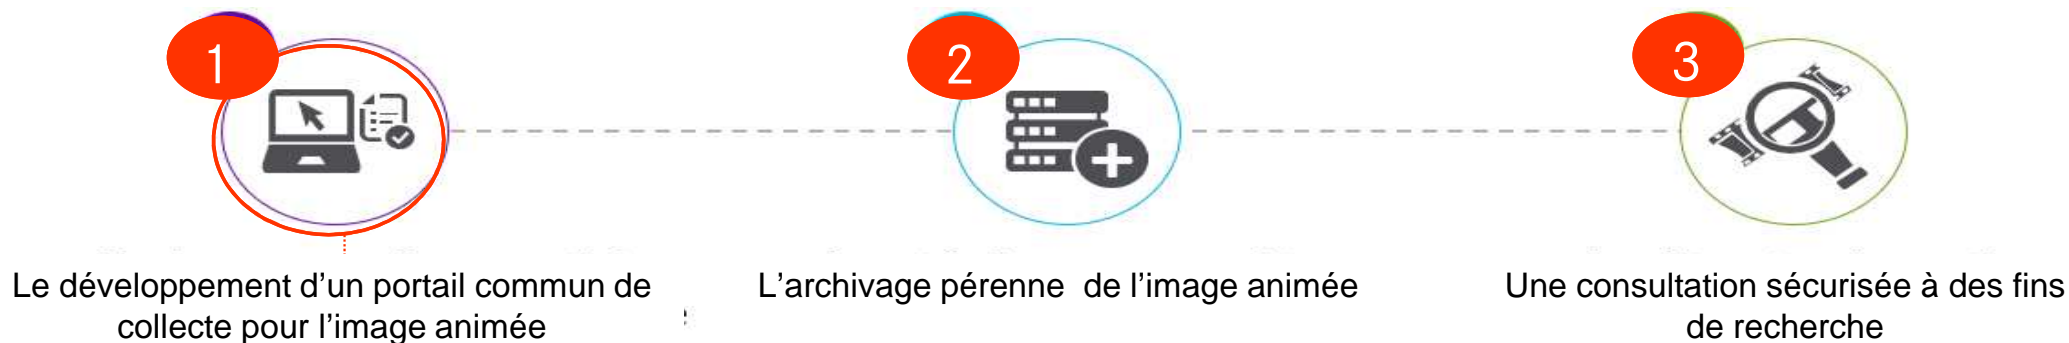 1
2
3
Le développement d’un portail commun de
collecte pour l’image animée
L’archivage pérenne  de l’image animée
Une consultation sécurisée à des fins
de recherche